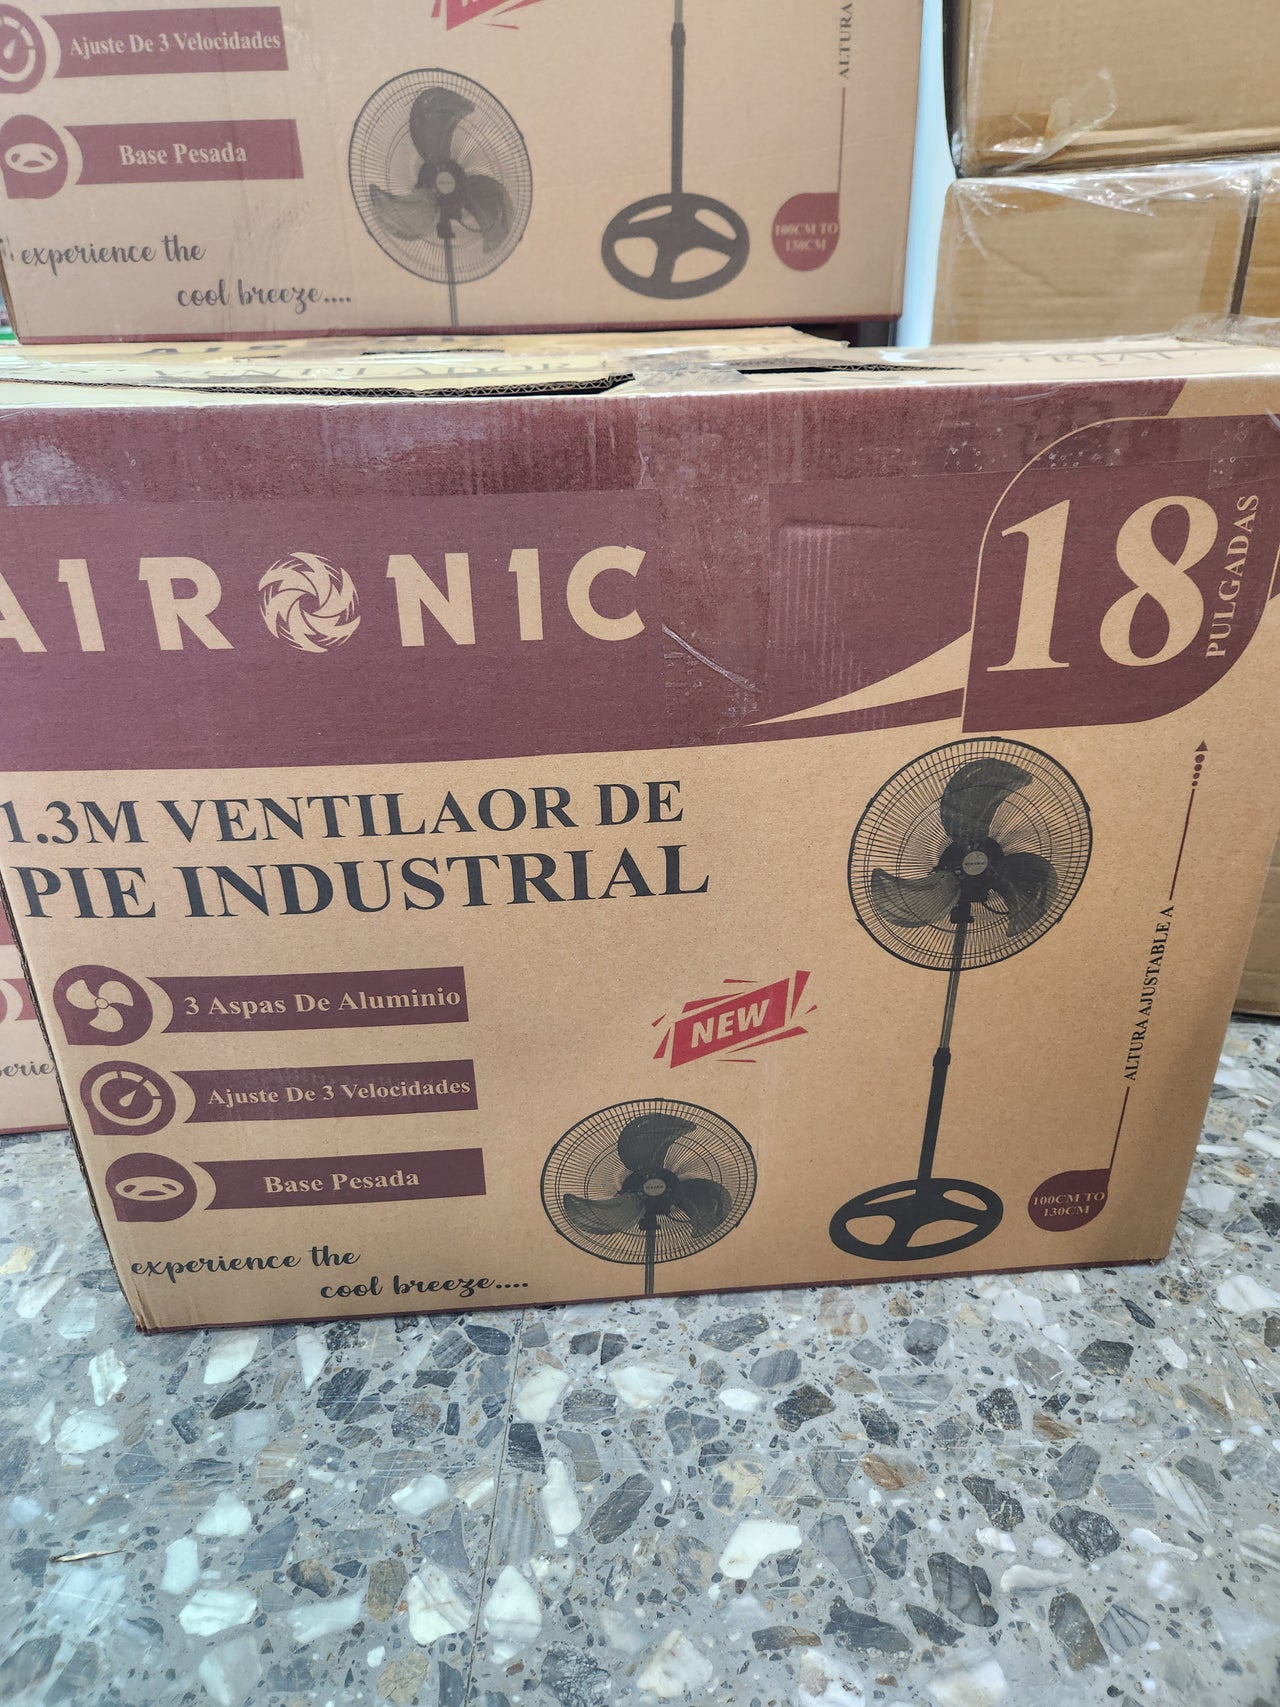 NEW
Ajuste De 3 Velocidades
Base Pesada
experience the
cool breeze....
ALTURA
100CM TO
130CM
VENTILADOR
AIRONIC
18
PULGADAS
1.3M VENTILAOR DE
PIE INDUSTRIAL
3 Aspas De Aluminio
Ajuste De 3 Velocidades
Base Pesada
NEW
experience the
cool breeze....
ALTURA AJUSTABLE A
100CM TO
130CM